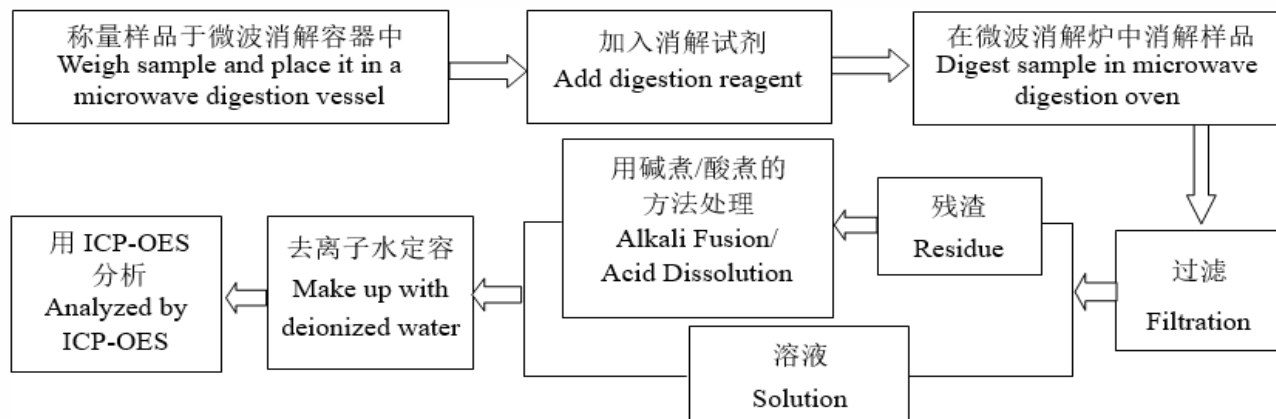 称量样品于微波消解容器中
Weigh sample and place it in a
microwave digestion vessel
加入消解试剂
Add digestion reagent
在微波消解炉中消解样品
Digest sample in microwave
digestion oven
过滤
Filtration
残渣
Residue
用碱煮/酸煮的
方法处理
Alkali Fusion/
Acid Dissolution
溶液
Solution
去离子水定容
Make up with
deionized water
用 ICP-OES
分析
Analyzed by
ICP-OES